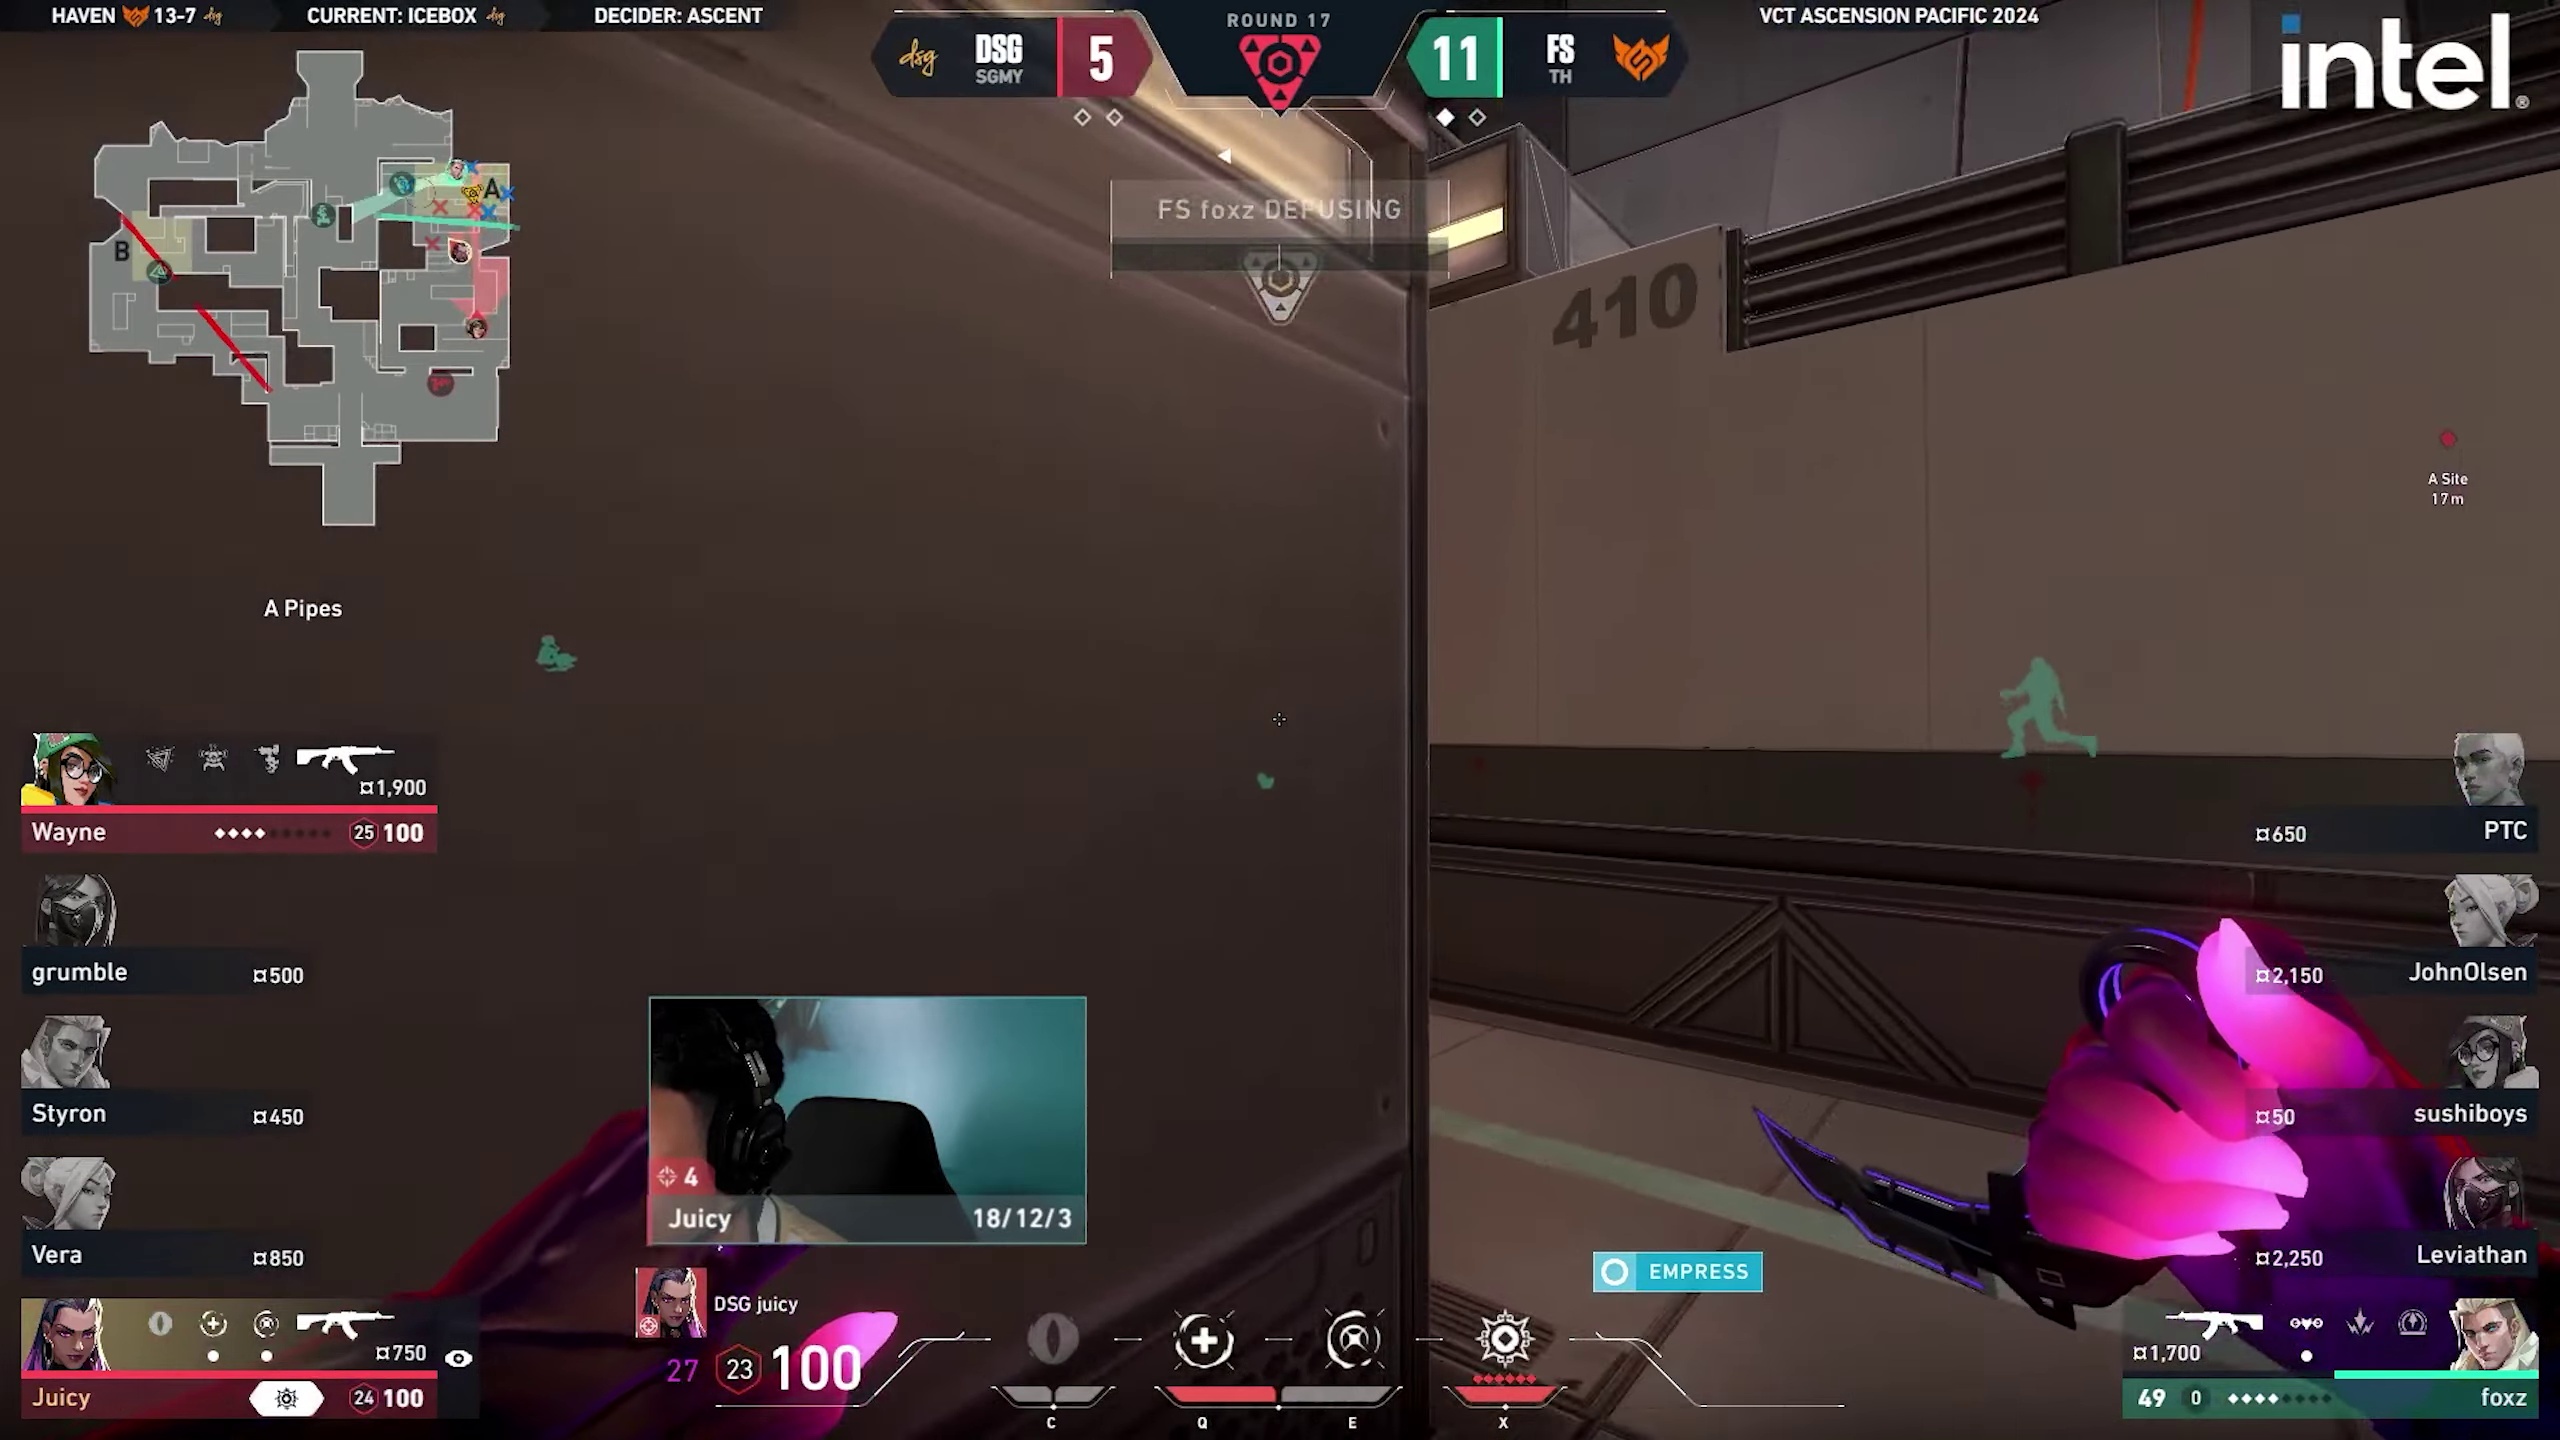 HAVEN 13-7 dsg
CURRENT: ICEBOX dsg
DECIDER: ASCENT
dsg DSG 5 ROUND 17 11 FS
SGMY TH
VCT ASCENSION PACIFIC 2024
intel®
FS foxz DEFUSING
410
A
B
A Site
17m
A Pipes
¤1,900
Wayne 25 100
grumble ¤500
Styron ¤450
Vera ¤850
¤750
Juicy 24 100
4
Juicy 18/12/3
DSG juicy
27 23 100
C Q E X
EMPRESS
¤650 PTC
¤2,150 JohnOlsen
¤50 sushiboys
¤2,250 Leviathan
¤1,700
49 0 foxz